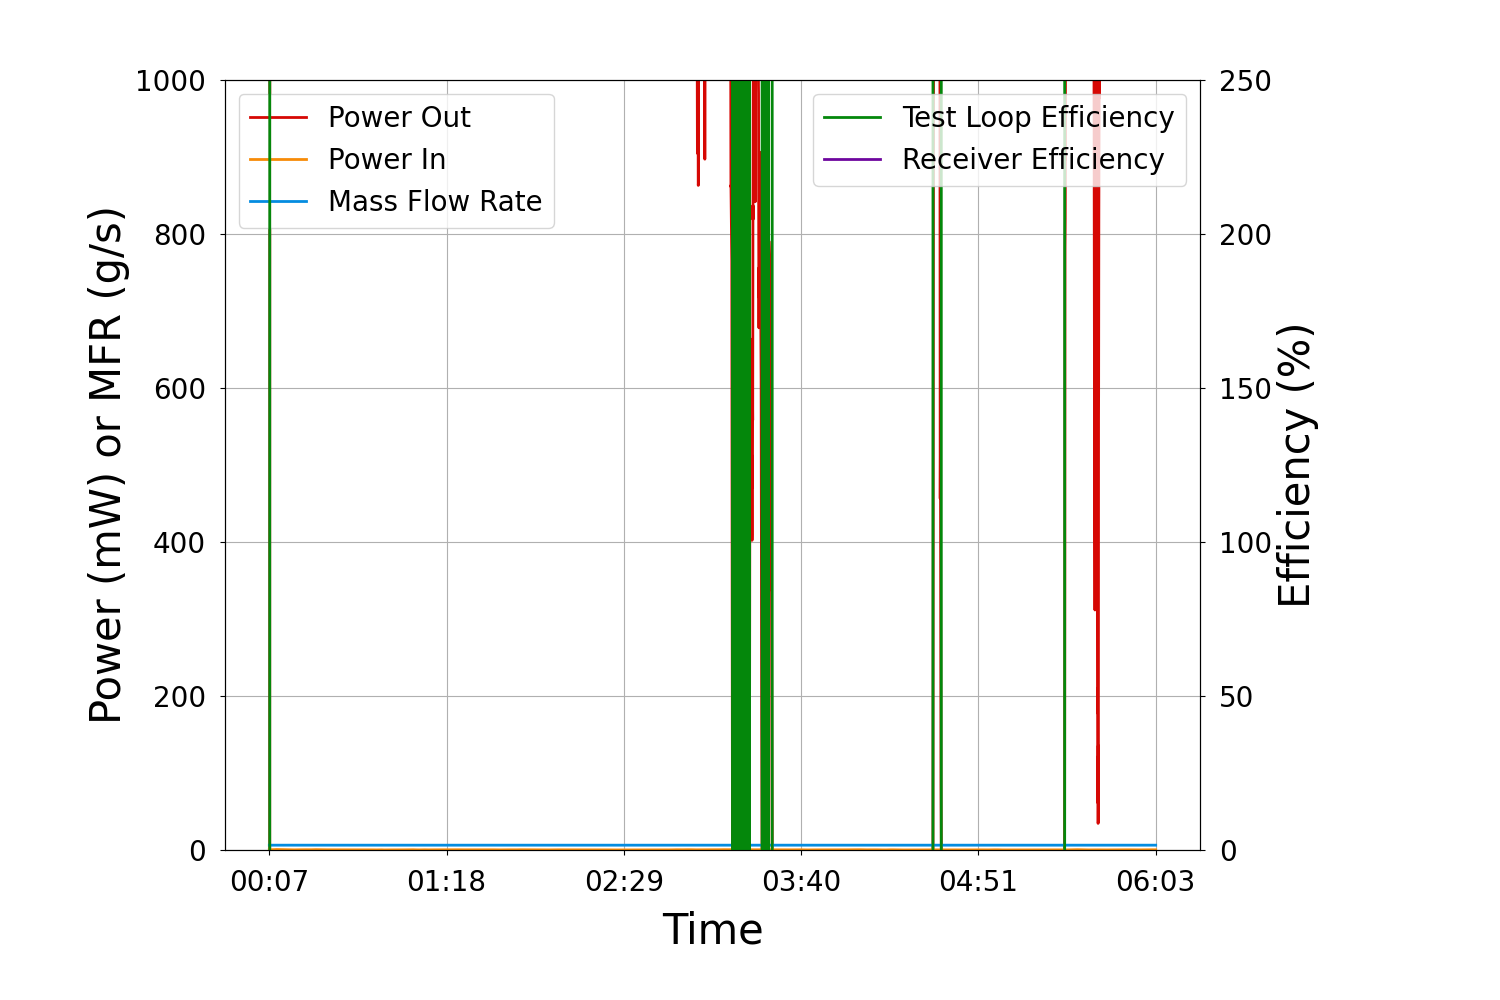 Power (mW) or MFR (g/s)
1000
800
600
400
200
0
Power Out
Power In
Mass Flow Rate
Test Loop Efficiency
Receiver Efficiency
250
200
150
100
50
0
Efficiency (%)
00:07 01:18 02:29 03:40 04:51 06:03
Time